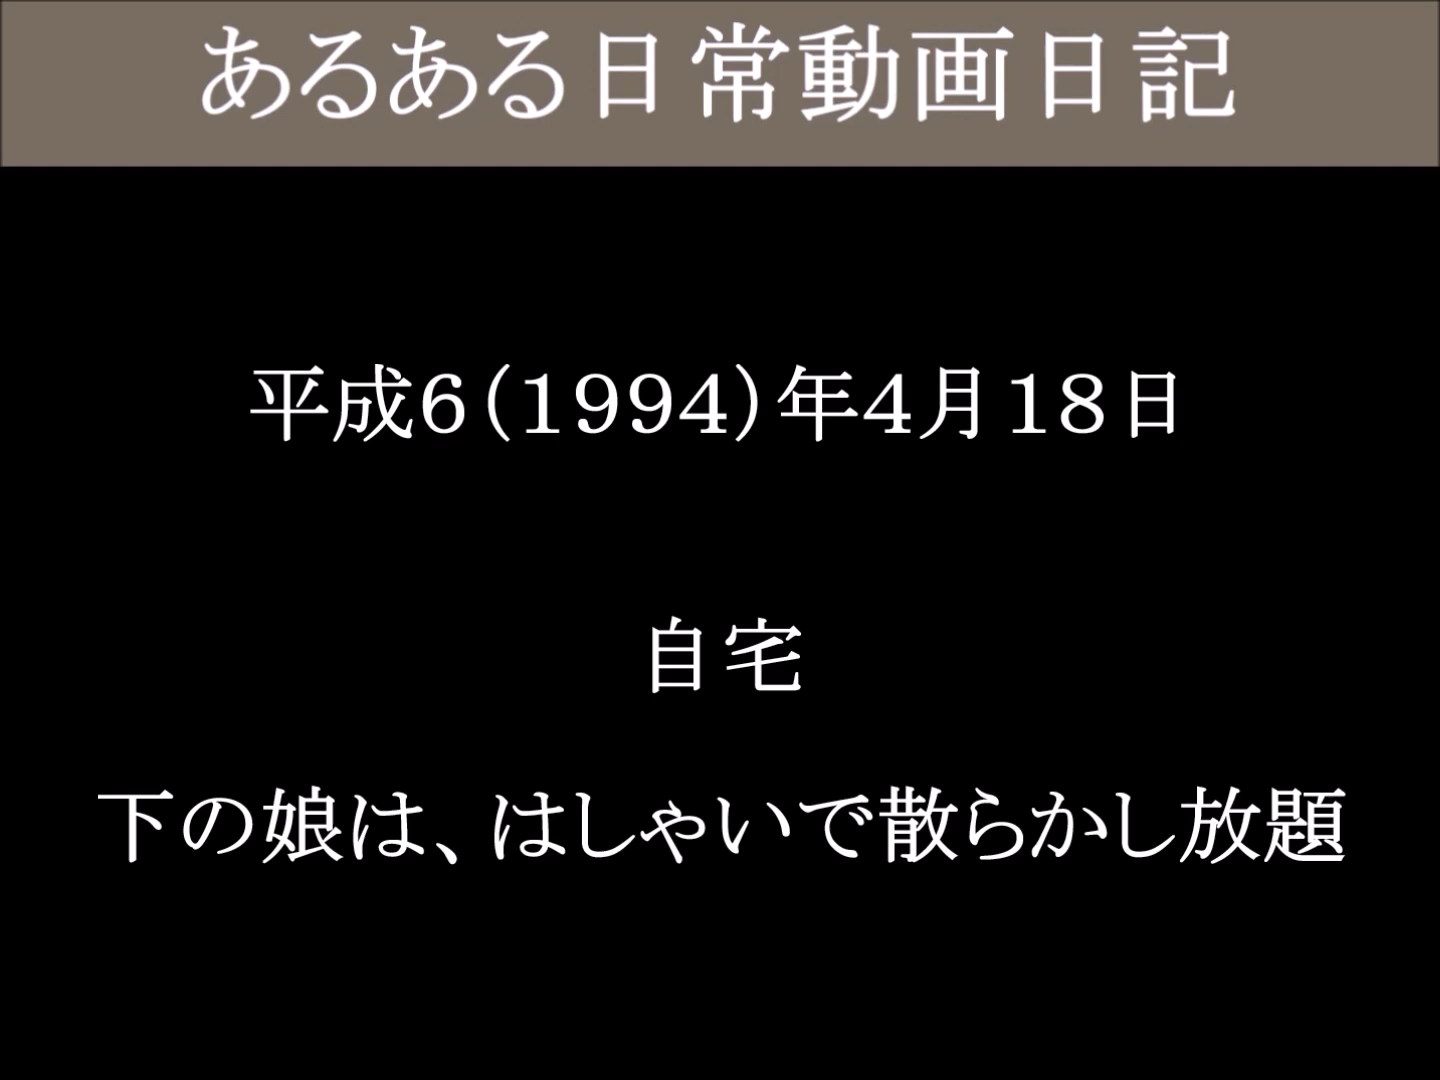 あるある日常動画日記
平成６（１９９４）年４月１８日
自宅
下の娘は、はしゃいで散らかし放題